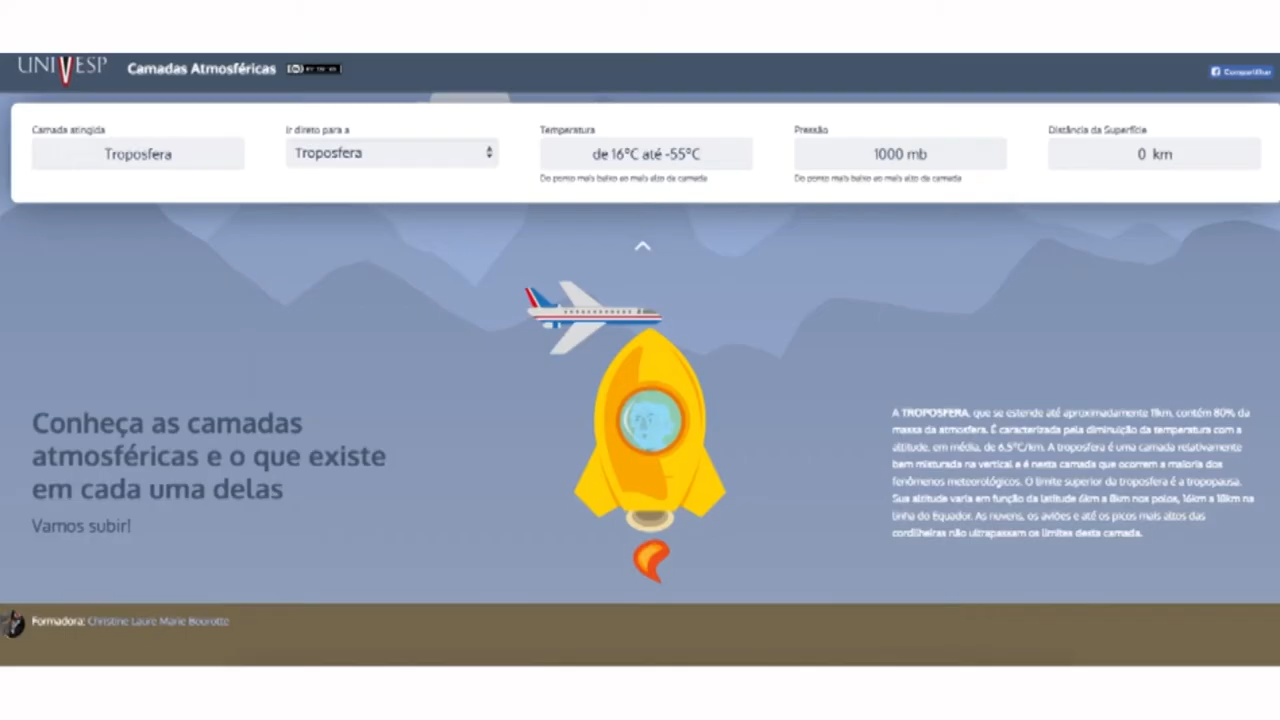 UNIVESP
Camadas Atmosféricas
Compartilhar
Camada atingida
Troposfera
Ir direto para a
Troposfera
Temperatura
de 16ºC até -55ºC
Do ponto mais baixo ao mais alto da camada
Pressão
1000 mb
Do ponto mais baixo ao mais alto da camada
Distância da Superfície
0 km
Conheça as camadas
atmosféricas e o que existe
em cada uma delas
Vamos subir!
A TROPOSFERA, que se estende até aproximadamente 11km, contém 80% da
massa da atmosfera. É caracterizada pela diminuição da temperatura com a
altitude, em média, de 6.5ºC/km. A troposfera é uma camada relativamente
bem misturada na vertical e é nesta camada que ocorrem a maioria dos
fenômenos meteorológicos. O limite superior da troposfera é a tropopausa.
Sua altitude varia em função da latitude 6km a 8km nos polos, 16km a 18km na
linha do Equador. As nuvens, os aviões e até os picos mais altos das
cordilheiras não ultrapassam os limites desta camada.
Formadora: Christine Laure Marie Bourotte